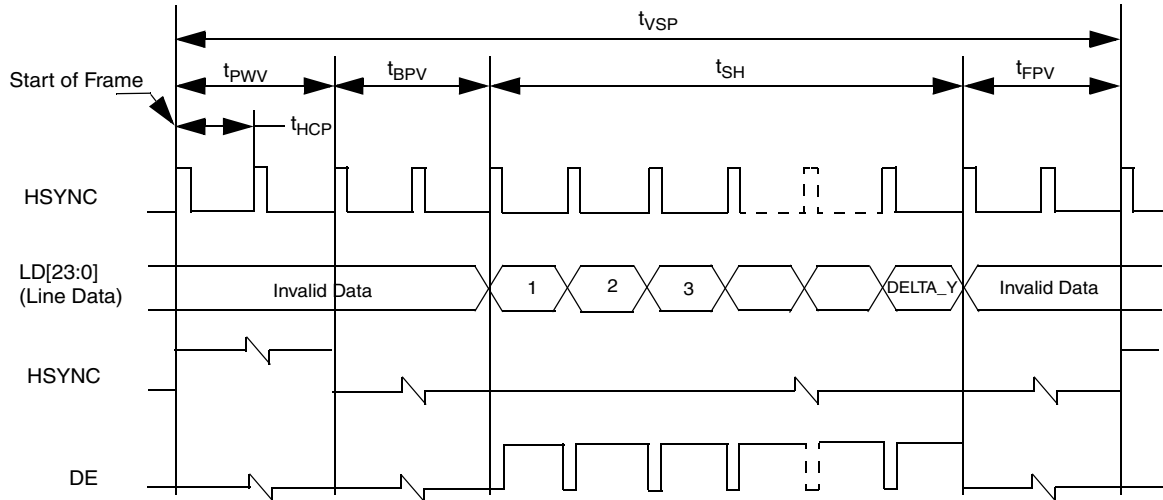 tVSP
Start of Frame
tPWV
tBPV
tSH
tFPV
tHCP
HSYNC
LD[23:0]
(Line Data)
Invalid Data
1
2
3
DELTA_Y
Invalid Data
HSYNC
DE